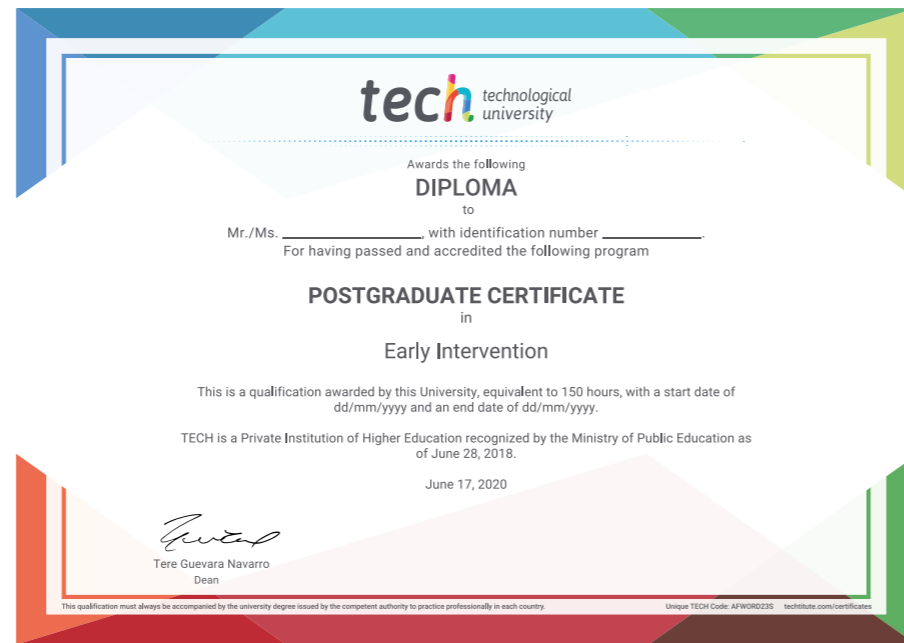 tech technological
university
Awards the following
DIPLOMA
to
Mr./Ms. ____________________, with identification number ______________.
For having passed and accredited the following program
POSTGRADUATE CERTIFICATE
in
Early Intervention
This is a qualification awarded by this University, equivalent to 150 hours, with a start date of
dd/mm/yyyy and an end date of dd/mm/yyyy.
TECH is a Private Institution of Higher Education recognized by the Ministry of Public Education as
of June 28, 2018.
June 17, 2020
Tere Guevara Navarro
Dean
This qualification must always be accompanied by the university degree issued by the competent authority to practice professionally in each country. Unique TECH Code: AFWORD23S techtitute.com/certificates